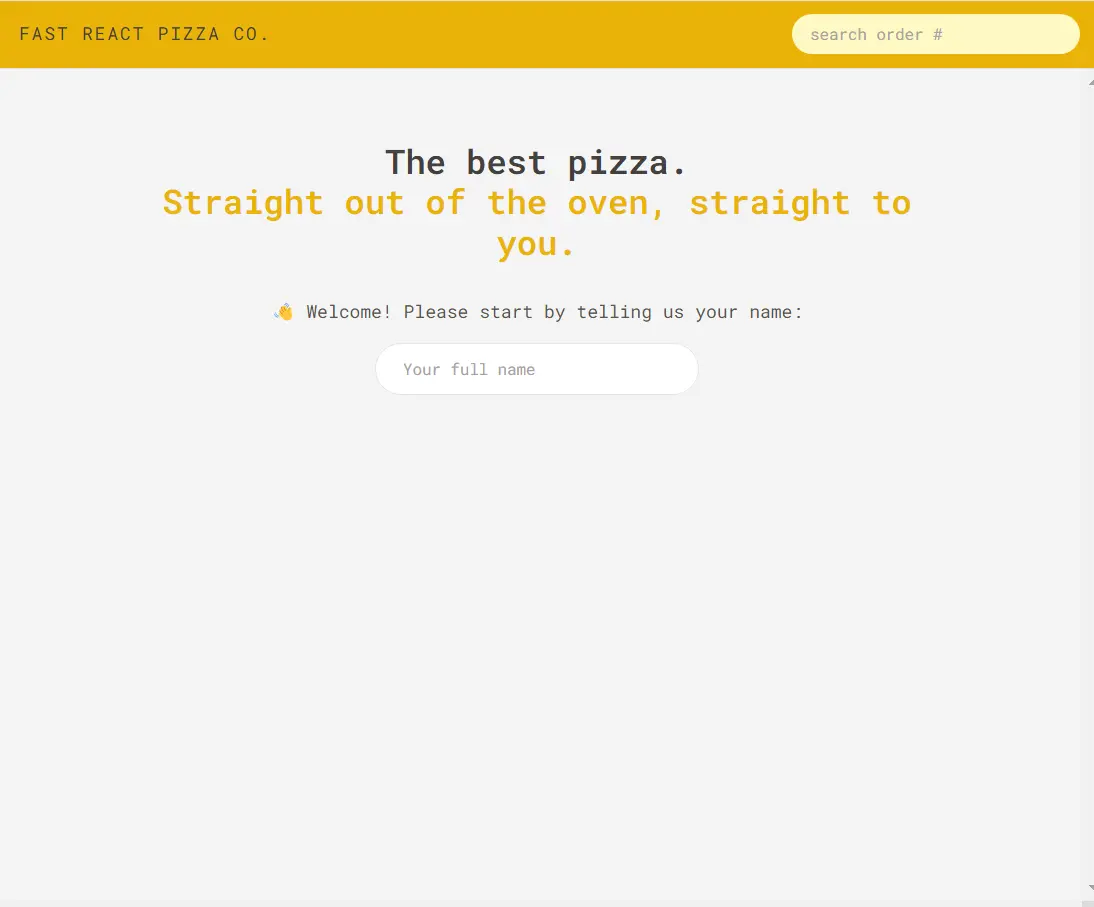 FAST REACT PIZZA CO.
search order #
The best pizza.
Straight out of the oven, straight to
you.
👋 Welcome! Please start by telling us your name:
Your full name